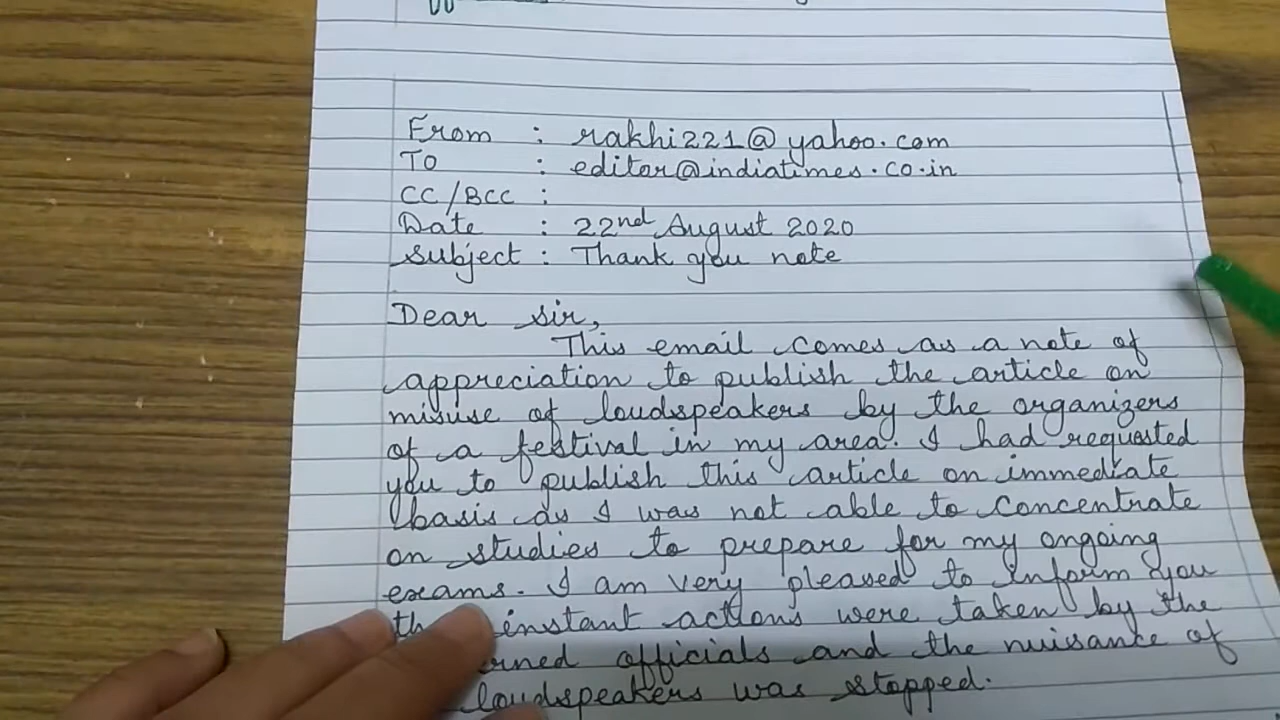 From : rakhi221@yahoo.com
To : editor@indiatimes.co.in
CC/BCC :
Date : 22nd August 2020
Subject : Thank you note
Dear Sir,
This email comes as a note of
appreciation to publish the article on
misuse of loudspeakers by the organizers
of a festival in my area. I had requested
you to publish this article on immediate
basis as I was not able to concentrate
on studies to prepare for my ongoing
exams. I am very pleased to inform you
instant actions were taken by the
officials and the nuisance of
loudspeakers was stopped.